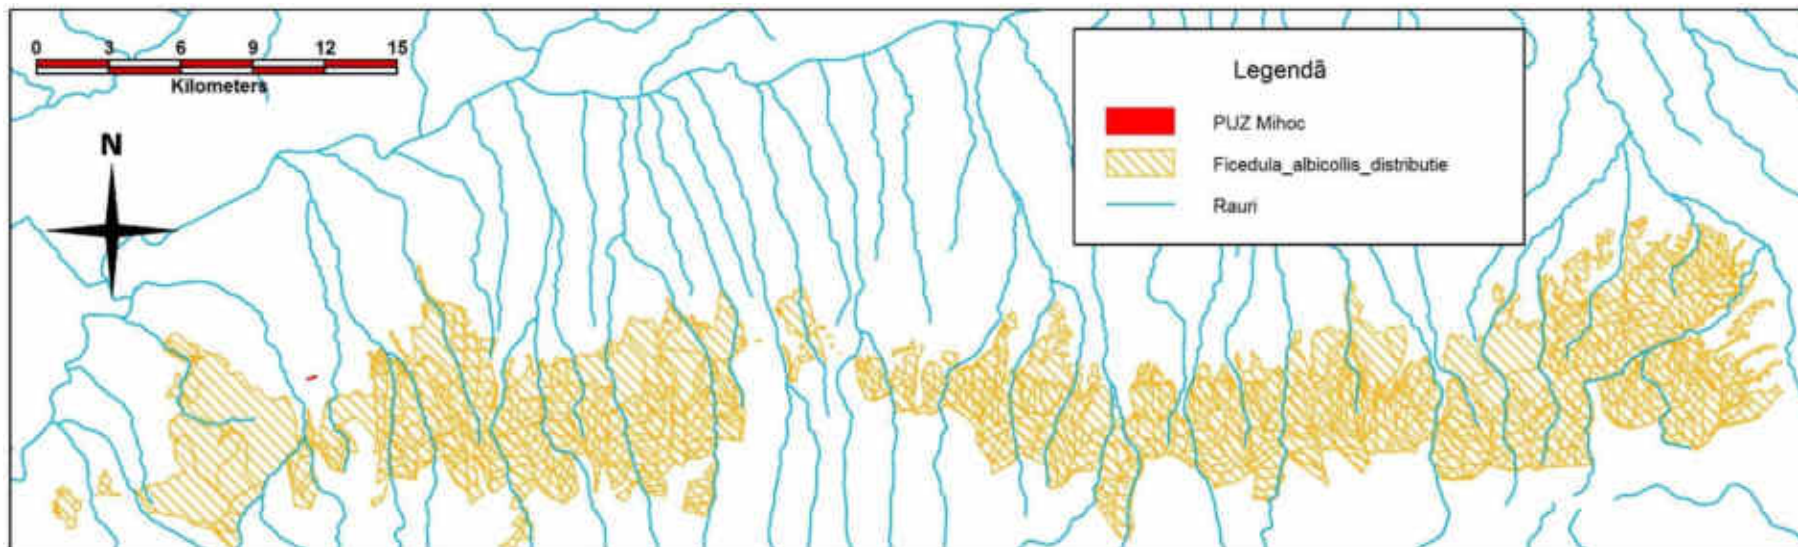 0 3 6 9 12 15
Kilometers
N
Legendă
PUZ Mihoc
Ficedula_albicollis_distributie
Rauri